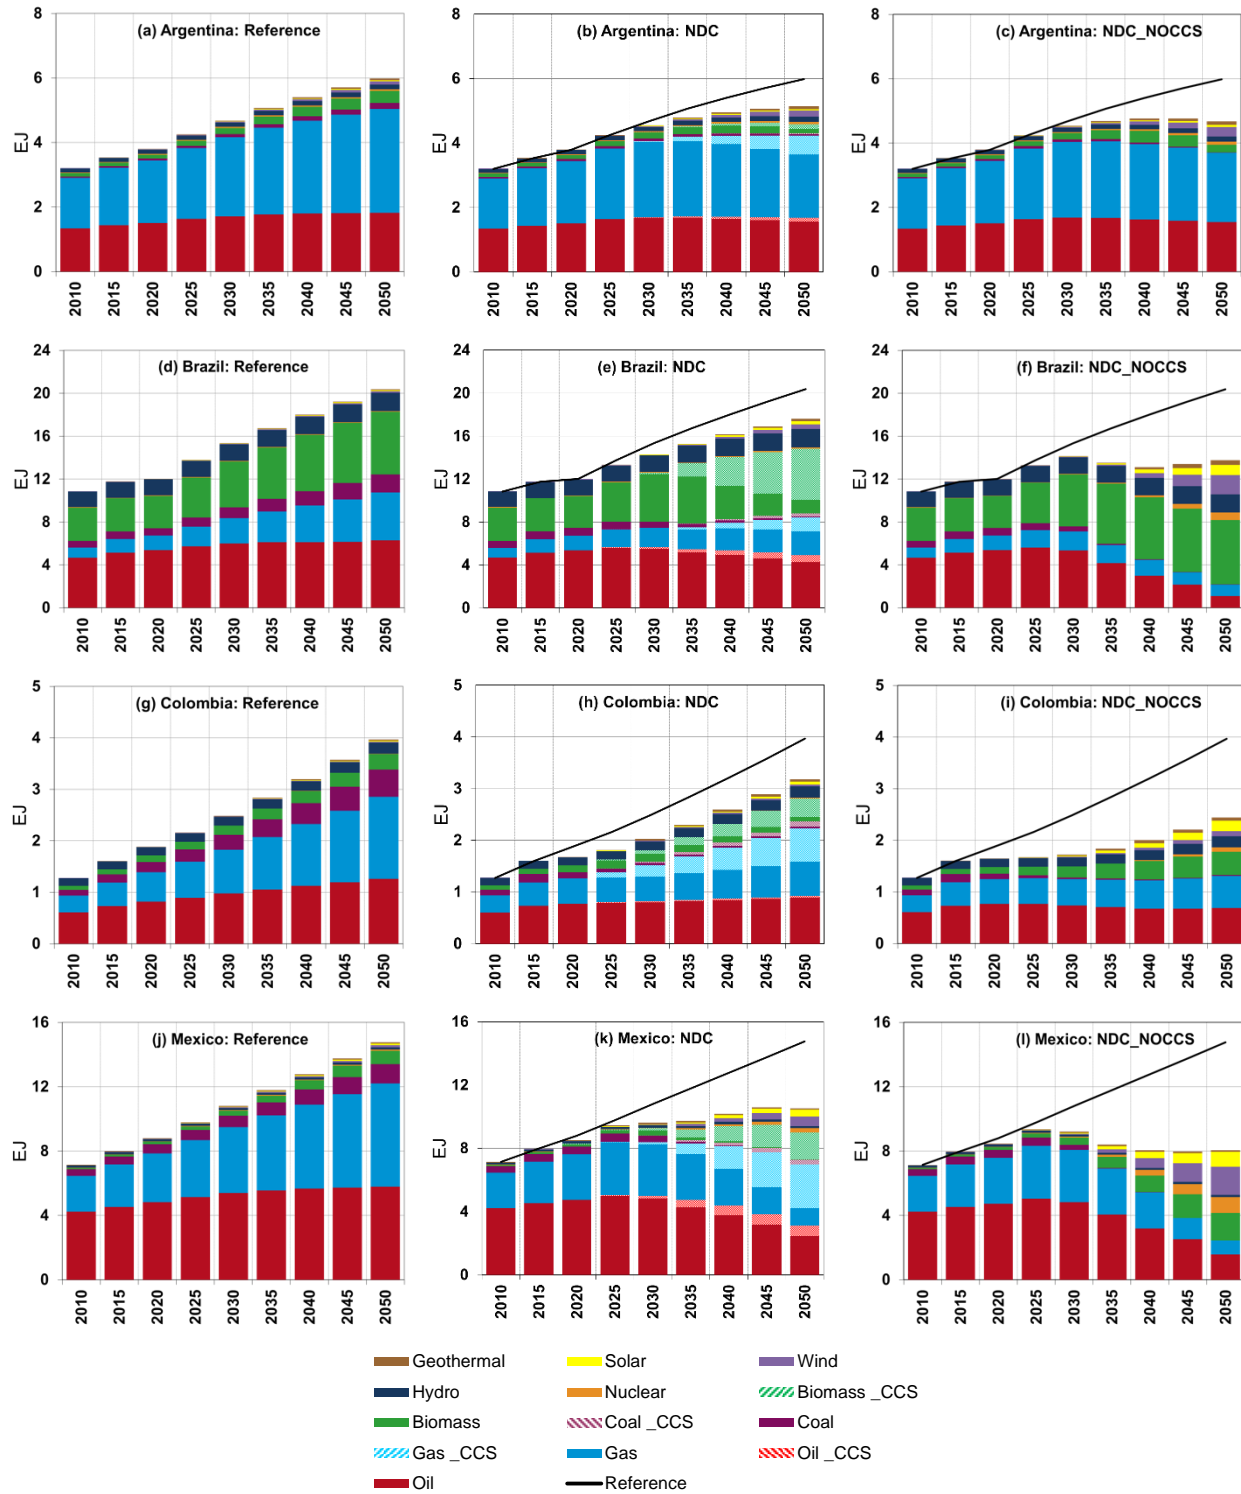 (a) Argentina: Reference
EJ
8
6
4
2
0
2010 2015 2020 2025 2030 2035 2040 2045 2050
(b) Argentina: NDC
EJ
8
6
4
2
0
2010 2015 2020 2025 2030 2035 2040 2045 2050
(c) Argentina: NDC_NOCCS
EJ
8
6
4
2
0
2010 2015 2020 2025 2030 2035 2040 2045 2050
(d) Brazil: Reference
EJ
24
20
16
12
8
4
0
2010 2015 2020 2025 2030 2035 2040 2045 2050
(e) Brazil: NDC
EJ
24
20
16
12
8
4
0
2010 2015 2020 2025 2030 2035 2040 2045 2050
(f) Brazil: NDC_NOCCS
EJ
24
20
16
12
8
4
0
2010 2015 2020 2025 2030 2035 2040 2045 2050
(g) Colombia: Reference
EJ
5
4
3
2
1
0
2010 2015 2020 2025 2030 2035 2040 2045 2050
(h) Colombia: NDC
EJ
5
4
3
2
1
0
2010 2015 2020 2025 2030 2035 2040 2045 2050
(i) Colombia: NDC_NOCCS
EJ
5
4
3
2
1
0
2010 2015 2020 2025 2030 2035 2040 2045 2050
(j) Mexico: Reference
EJ
16
12
8
4
0
2010 2015 2020 2025 2030 2035 2040 2045 2050
(k) Mexico: NDC
EJ
16
12
8
4
0
2010 2015 2020 2025 2030 2035 2040 2045 2050
(l) Mexico: NDC_NOCCS
EJ
16
12
8
4
0
2010 2015 2020 2025 2030 2035 2040 2045 2050
Geothermal Solar Wind
Hydro Nuclear Biomass _CCS
Biomass Coal _CCS Coal
Gas _CCS Gas Oil _CCS
Oil Reference